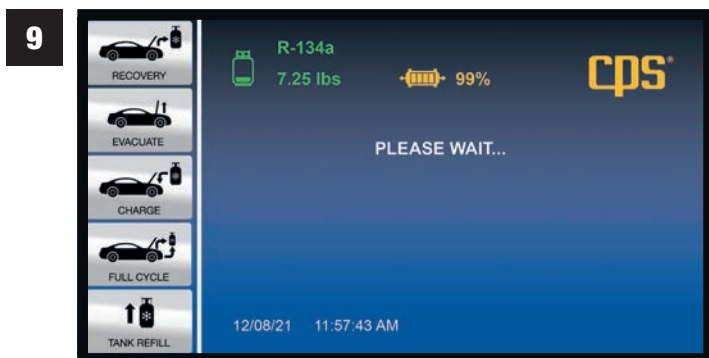 9
RECOVERY
EVACUATE
CHARGE
FULL CYCLE
TANK REFILL
R-134a
7.25 lbs
99%
cps®
PLEASE WAIT...
12/08/21 11:57:43 AM